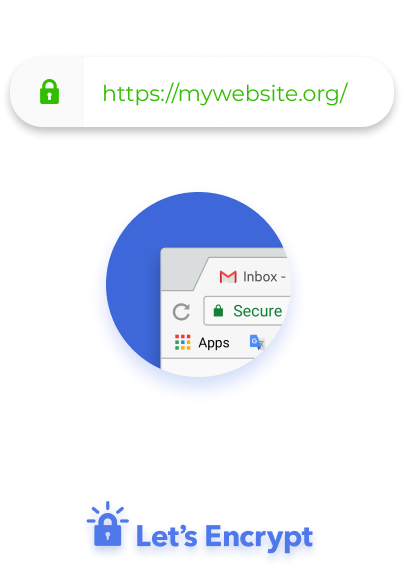 https://mywebsite.org/
Inbox -
Secure
Apps
G
Let's Encrypt